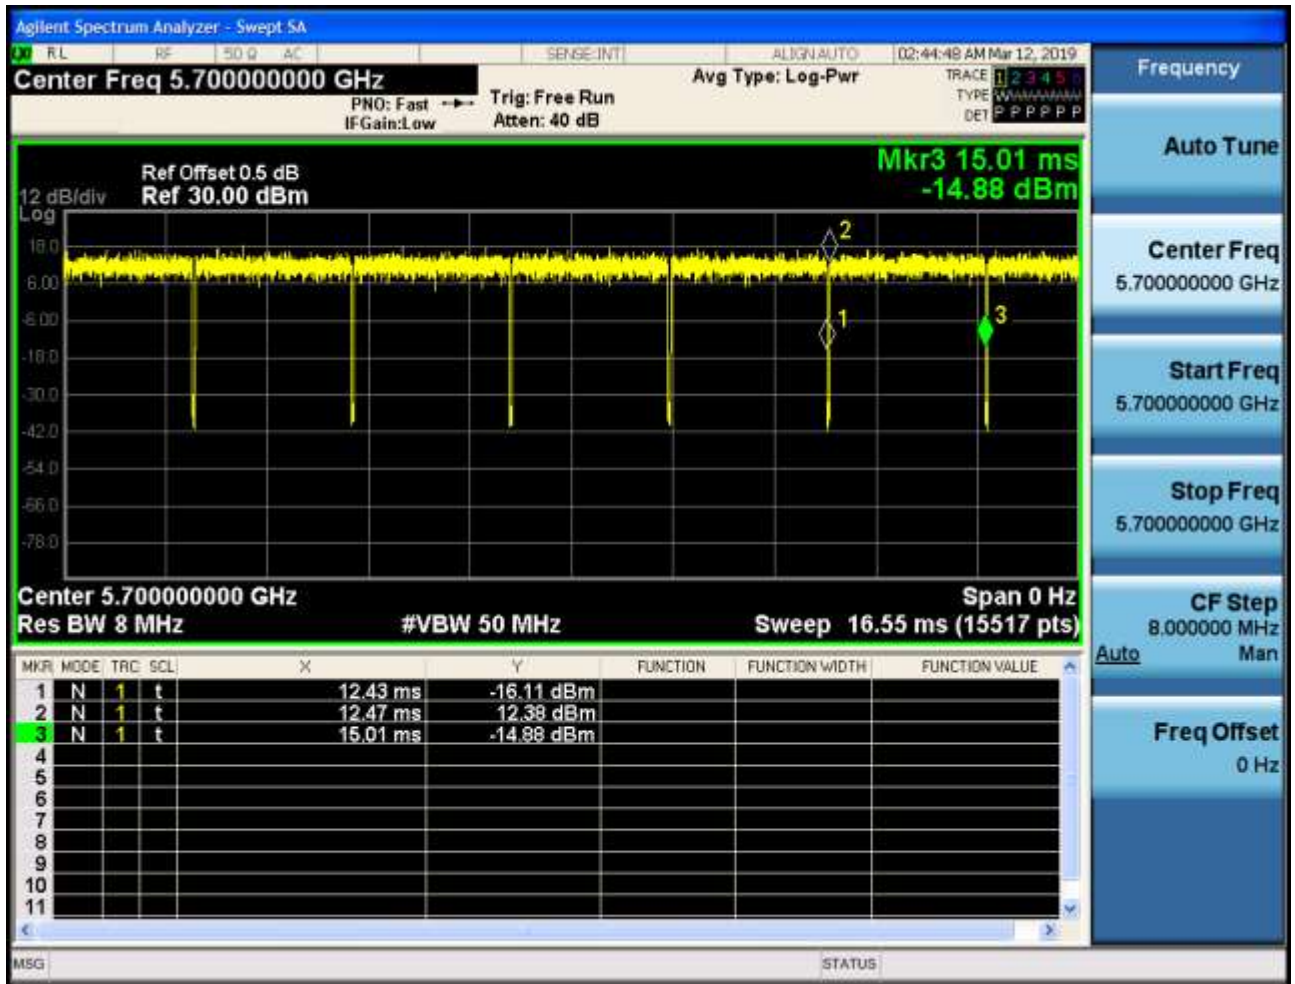 Agilent Spectrum Analyzer - Swept SA
RL RF 50 Ω AC SENSE:INT ALIGN AUTO 02:44:48 AM Mar 12, 2019
Center Freq 5.700000000 GHz
PNO: Fast
IFGain:Low
Trig: Free Run
Atten: 40 dB
Avg Type: Log-Pwr
TRACE 1 2 3 4 5 6
TYPE
DET P P P P P P
Ref Offset 0.5 dB
12 dB/div Ref 30.00 dBm
Log
Mkr3 15.01 ms
-14.88 dBm
18.0
6.00
-6.00
-18.0
-30.0
-42.0
-54.0
-66.0
-78.0
2
1
3
Center 5.700000000 GHz Span 0 Hz
Res BW 8 MHz #VBW 50 MHz Sweep 16.55 ms (15517 pts)
MKR MODE TRC SCL X Y FUNCTION FUNCTION WIDTH FUNCTION VALUE
1 N 1 t 12.43 ms -16.11 dBm
2 N 1 t 12.47 ms 12.38 dBm
3 N 1 t 15.01 ms -14.88 dBm
4
5
6
7
8
9
10
11
MSG STATUS
Frequency
Auto Tune
Center Freq
5.700000000 GHz
Start Freq
5.700000000 GHz
Stop Freq
5.700000000 GHz
CF Step
8.000000 MHz
Auto Man
Freq Offset
0 Hz